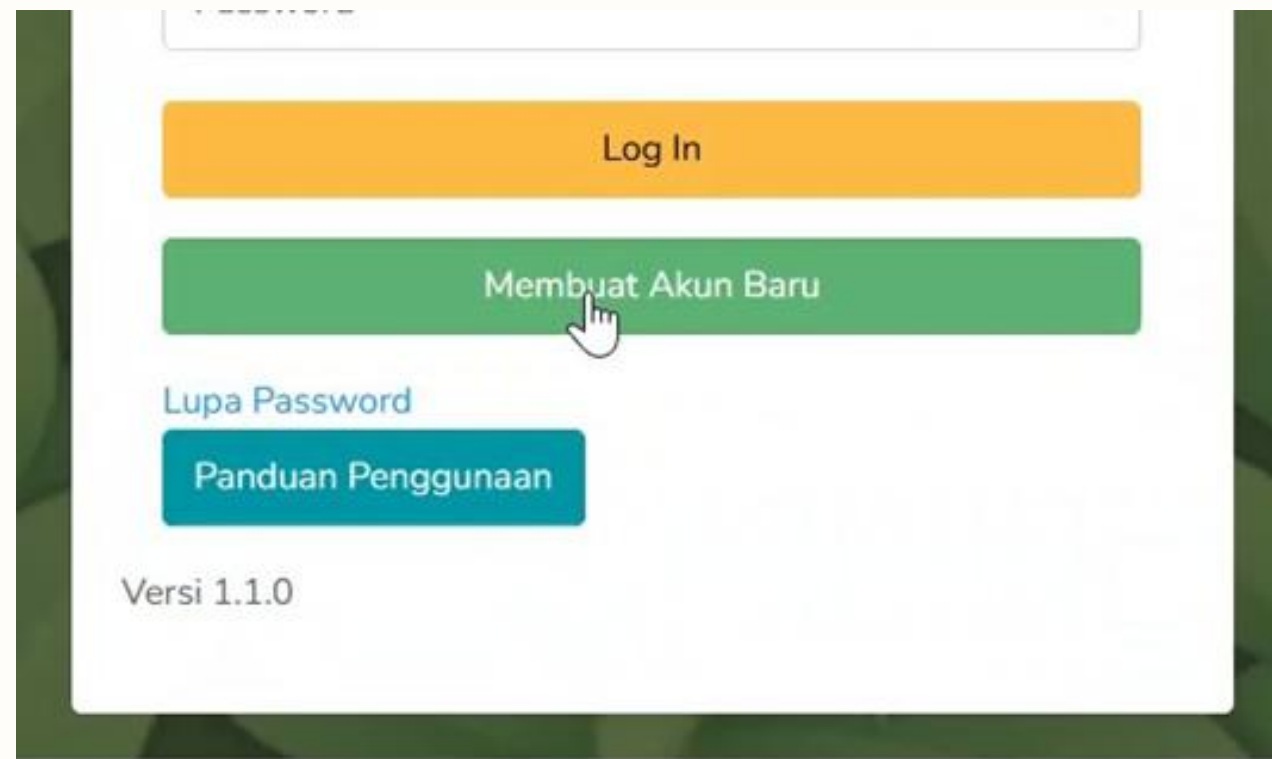 Log In
Membuat Akun Baru
Lupa Password
Panduan Penggunaan
Versi 1.1.0